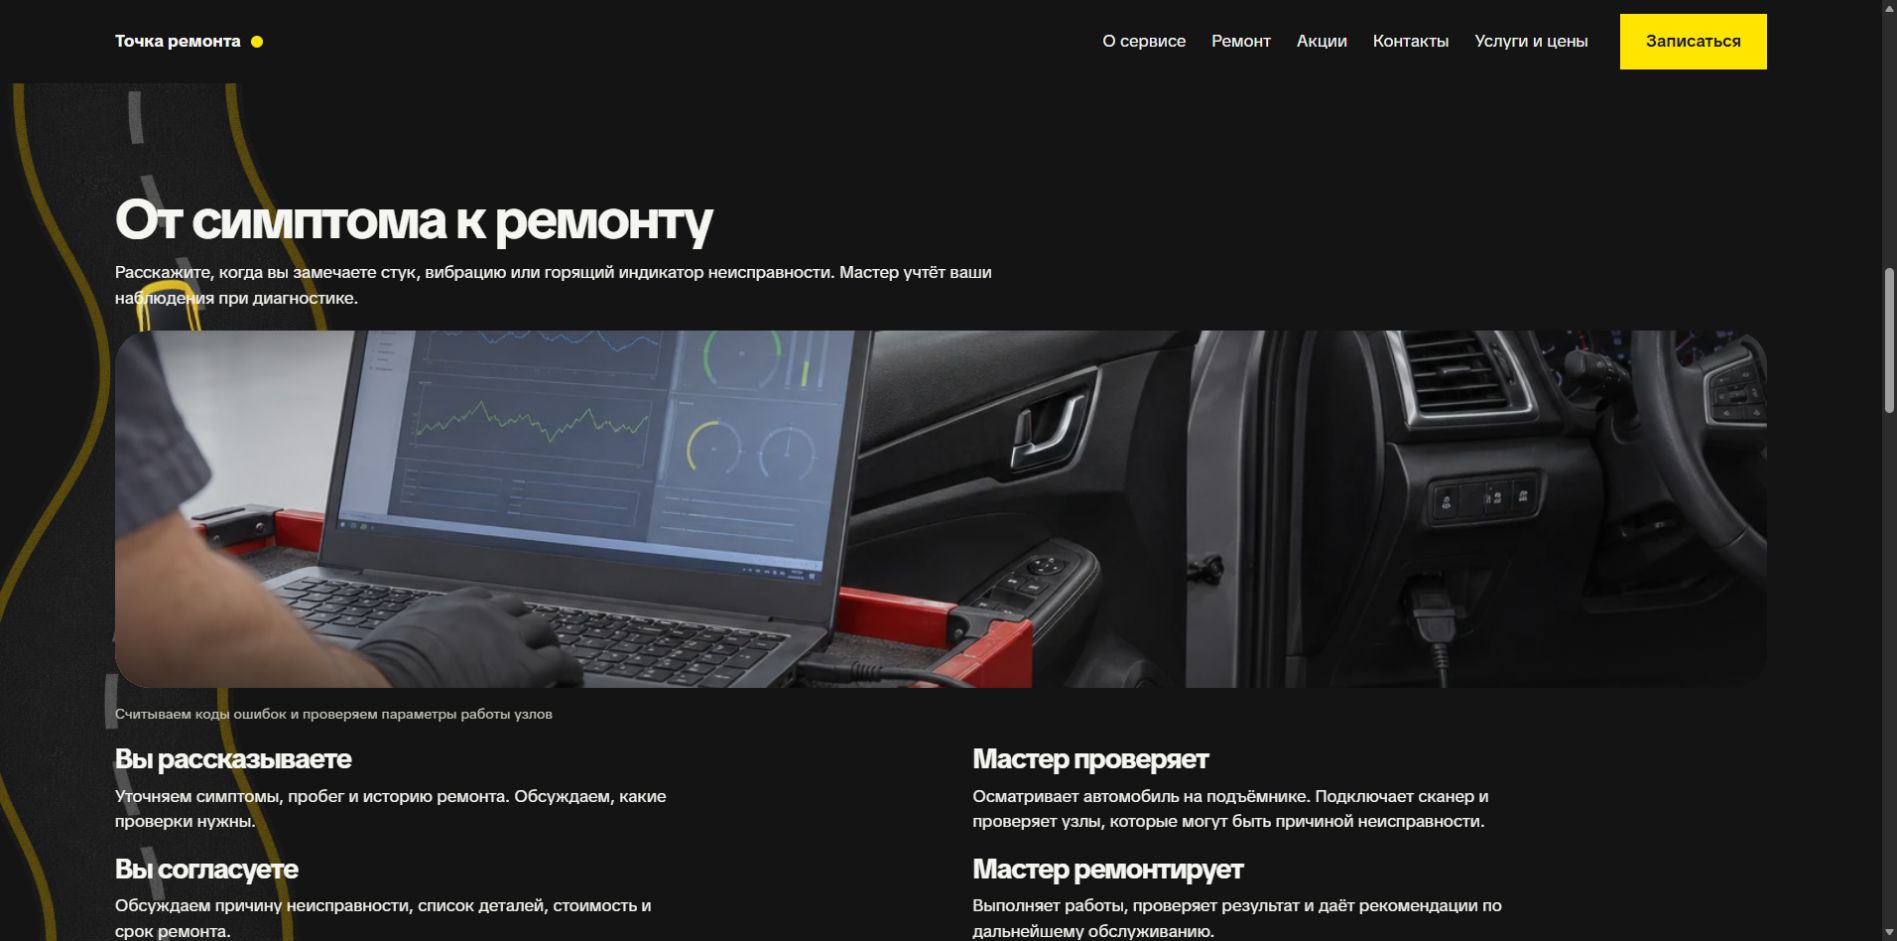 Точка ремонта
О сервисе
Ремонт
Акции
Контакты
Услуги и цены
Записаться
От симптома к ремонту
Расскажите, когда вы замечаете стук, вибрацию или горящий индикатор неисправности. Мастер учтёт ваши
наблюдения при диагностике.
Считываем коды ошибок и проверяем параметры работы узлов
Вы рассказываете
Уточняем симптомы, пробег и историю ремонта. Обсуждаем, какие
проверки нужны.
Мастер проверяет
Осматривает автомобиль на подъёмнике. Подключает сканер и
проверяет узлы, которые могут быть причиной неисправности.
Вы согласуете
Обсуждаем причину неисправности, список деталей, стоимость и
срок ремонта.
Мастер ремонтирует
Выполняет работы, проверяет результат и даёт рекомендации по
дальнейшему обслуживанию.